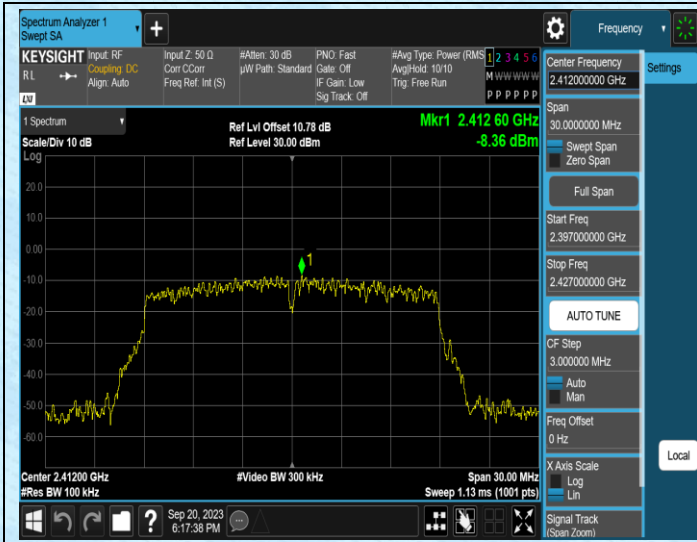 Spectrum Analyzer 1
Swept SA
+
Frequency
KEYSIGHT
RL
LXI
Input: RF
Coupling: DC
Align: Auto
Input Z: 50 Ω
Corr CCorr
Freq Ref: Int (S)
#Atten: 30 dB
µW Path: Standard
PNO: Fast
Gate: Off
IF Gain: Low
Sig Track: Off
#Avg Type: Power (RMS
Avg|Hold: 10/10
Trig: Free Run
1 2 3 4 5 6
M W W W W W
P P P P P P
1 Spectrum
Scale/Div 10 dB
Log
Ref Lvl Offset 10.78 dB
Ref Level 30.00 dBm
Mkr1 2.412 60 GHz
-8.36 dBm
20.0
10.0
0.00
-10.0
-20.0
-30.0
-40.0
-50.0
-60.0
1
Center 2.41200 GHz
#Res BW 100 kHz
#Video BW 300 kHz
Span 30.00 MHz
Sweep 1.13 ms (1001 pts)
?
Sep 20, 2023
6:17:38 PM
Center Frequency
2.412000000 GHz
Span
30.0000000 MHz
Swept Span
Zero Span
Full Span
Start Freq
2.397000000 GHz
Stop Freq
2.427000000 GHz
AUTO TUNE
CF Step
3.000000 MHz
Auto
Man
Freq Offset
0 Hz
X Axis Scale
Log
Lin
Signal Track
(Span Zoom)
Settings
Local